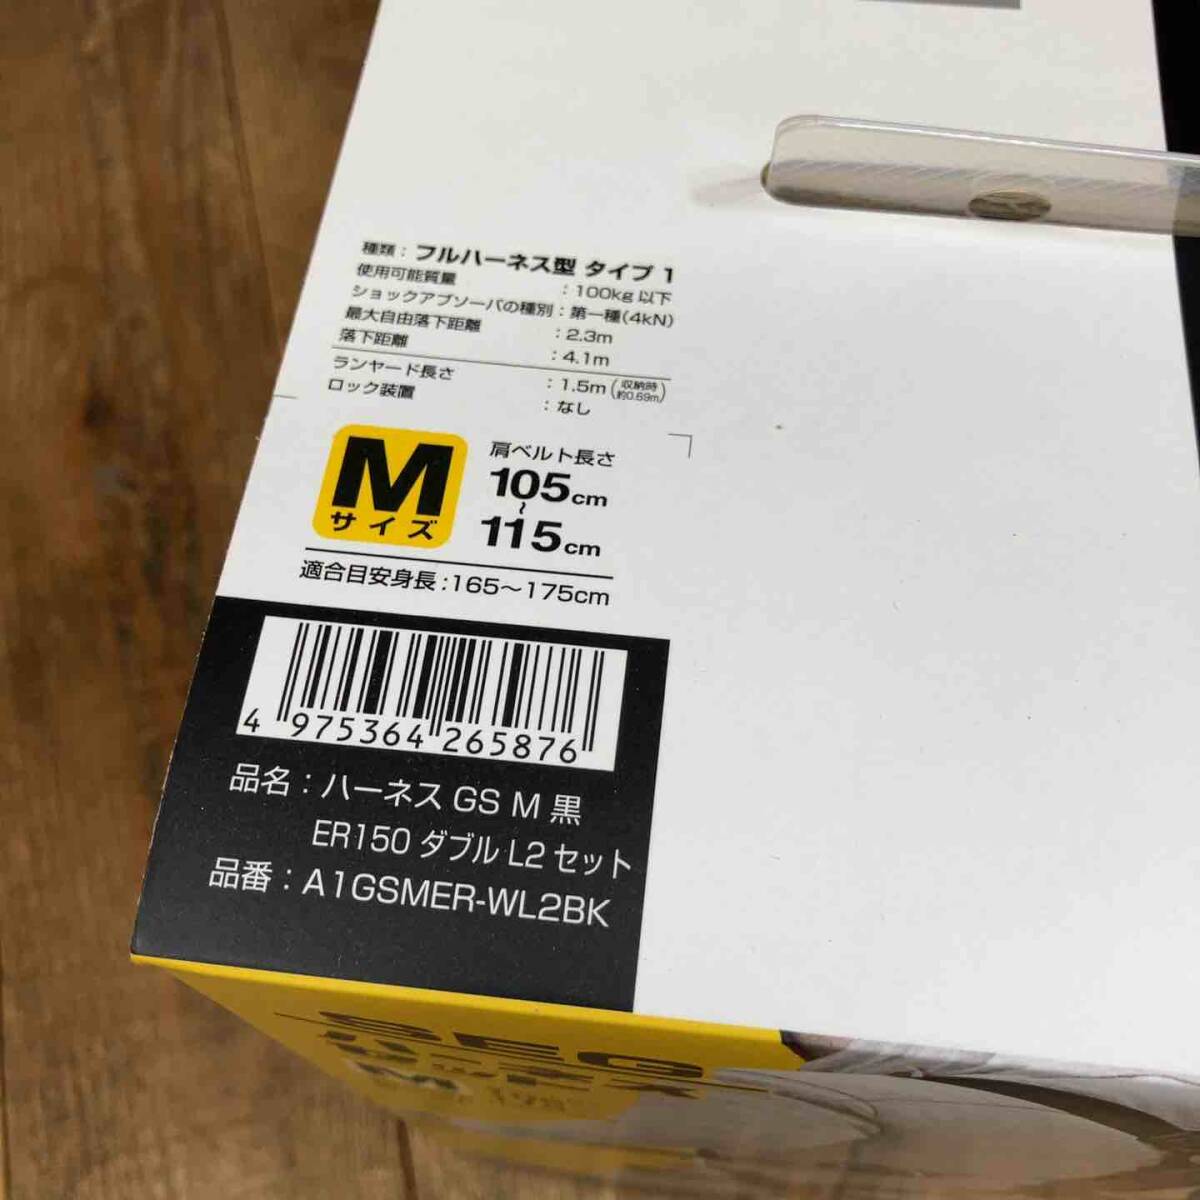 種類：フルハーネス型 タイプ 1
使用可能質量：100kg 以下
ショックアブソーバの種別：第一種(4kN)
最大自由落下距離：2.3m
落下距離：4.1m
ランヤード長さ：1.5m (収納時 約0.69m)
ロック装置：なし
M
サイズ
肩ベルト長さ
105cm
~
115cm
適合目安身長：165～175cm
4 975364 265876
品名：ハーネス GS M 黒
ER150 ダブル L2 セット
品番：A1GSMER-WL2BK
SEG
ハーネス
M